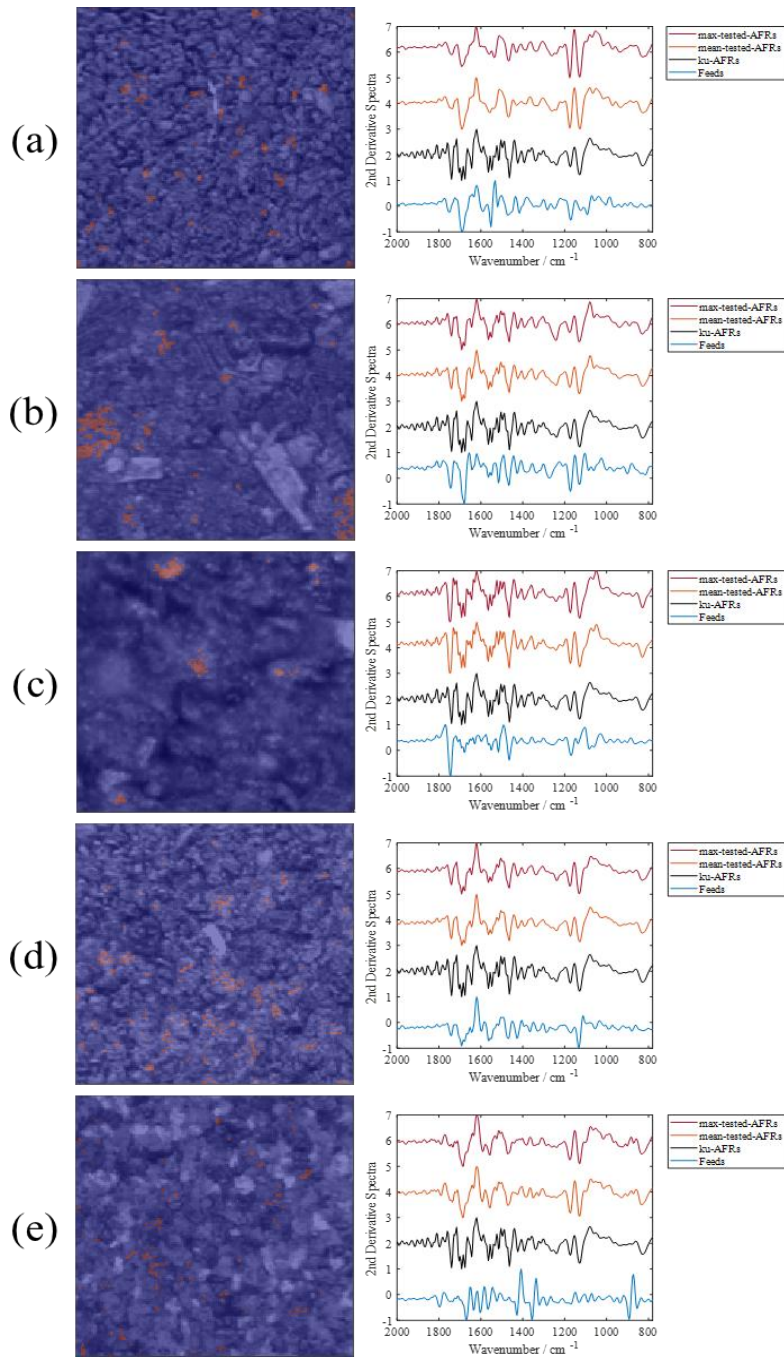 (a)
2nd Derivative Spectra
7
6
5
4
3
2
1
0
-1
2000 1800 1600 1400 1200 1000 800
Wavenumber / cm -1
max-tested-AFRs
mean-tested-AFRs
ku-AFRs
Feeds
(b)
2nd Derivative Spectra
7
6
5
4
3
2
1
0
-1
2000 1800 1600 1400 1200 1000 800
Wavenumber / cm -1
max-tested-AFRs
mean-tested-AFRs
ku-AFRs
Feeds
(c)
2nd Derivative Spectra
7
6
5
4
3
2
1
0
-1
2000 1800 1600 1400 1200 1000 800
Wavenumber / cm -1
max-tested-AFRs
mean-tested-AFRs
ku-AFRs
Feeds
(d)
2nd Derivative Spectra
7
6
5
4
3
2
1
0
-1
2000 1800 1600 1400 1200 1000 800
Wavenumber / cm -1
max-tested-AFRs
mean-tested-AFRs
ku-AFRs
Feeds
(e)
2nd Derivative Spectra
7
6
5
4
3
2
1
0
-1
2000 1800 1600 1400 1200 1000 800
Wavenumber / cm -1
max-tested-AFRs
mean-tested-AFRs
ku-AFRs
Feeds